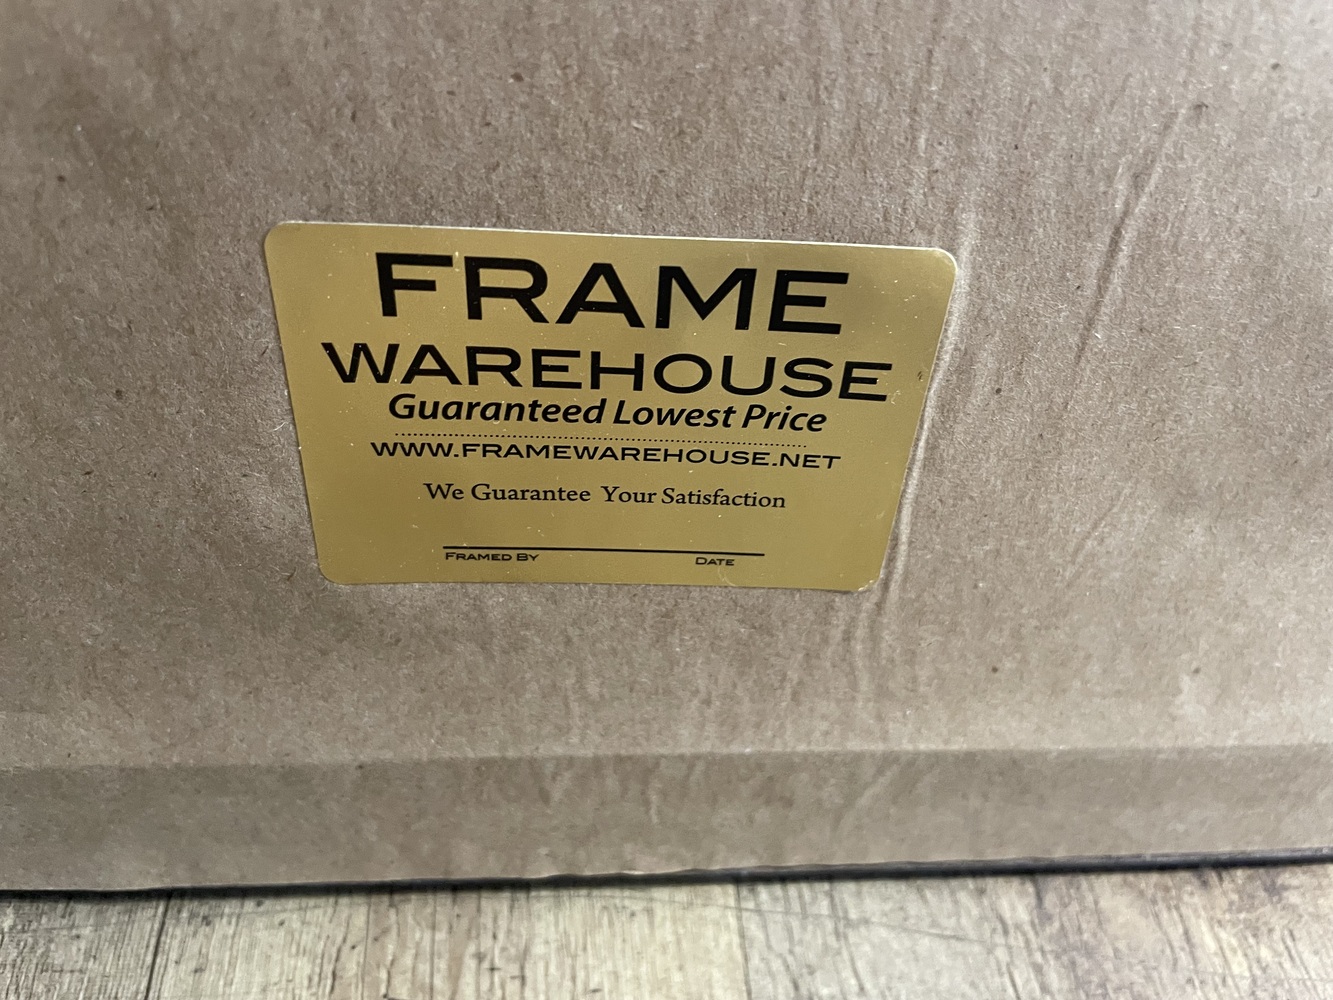 FRAME
WAREHOUSE
Guaranteed Lowest Price
WWW.FRAMEWAREHOUSE.NET
We Guarantee Your Satisfaction
FRAMED BY DATE